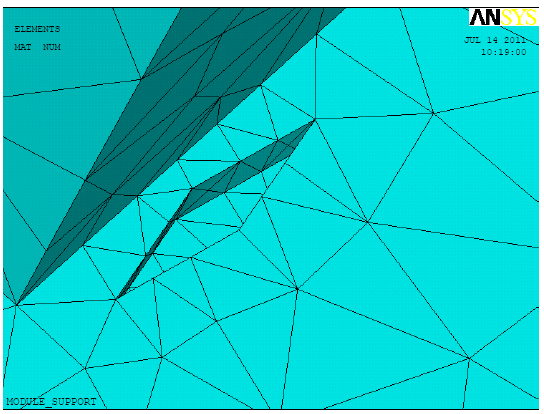 ELEMENTS
MAT NUM
ANSYS
JUL 14 2011
10:19:00
MODULE_SUPPORT